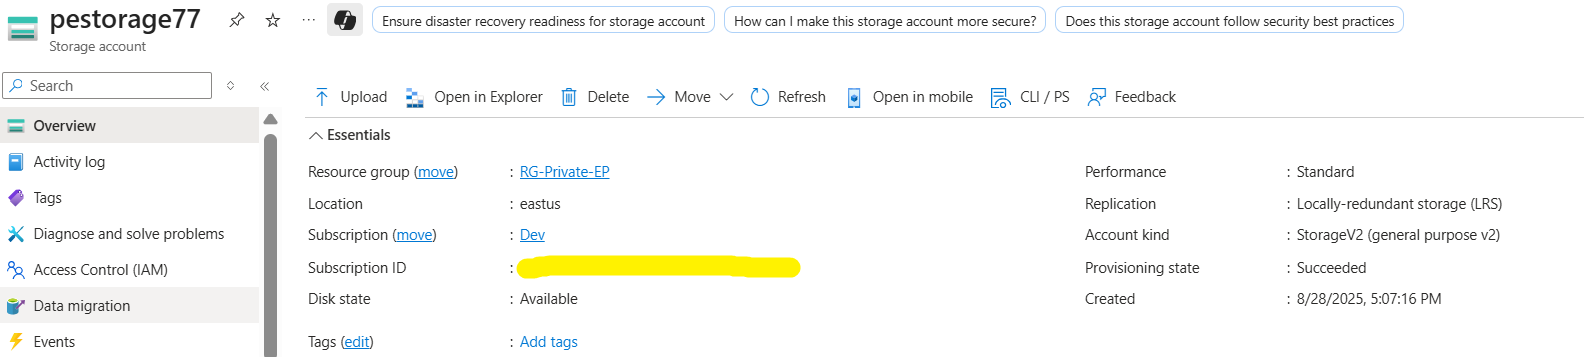 pestorage77
Storage account
Ensure disaster recovery readiness for storage account
How can I make this storage account more secure?
Does this storage account follow security best practices
Search
Overview
Activity log
Tags
Diagnose and solve problems
Access Control (IAM)
Data migration
Events
Upload
Open in Explorer
Delete
Move
Refresh
Open in mobile
CLI / PS
Feedback
Essentials
Resource group (move) : RG-Private-EP
Location : eastus
Subscription (move) : Dev
Subscription ID :
Disk state : Available
Tags (edit) : Add tags
Performance : Standard
Replication : Locally-redundant storage (LRS)
Account kind : StorageV2 (general purpose v2)
Provisioning state : Succeeded
Created : 8/28/2025, 5:07:16 PM